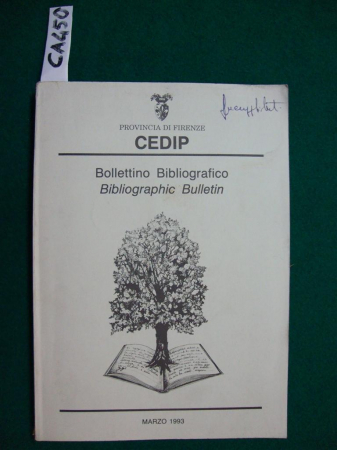 CA450
PROVINCIA DI FIRENZE
CEDIP
Bollettino Bibliografico
Bibliographic Bulletin
MARZO 1993